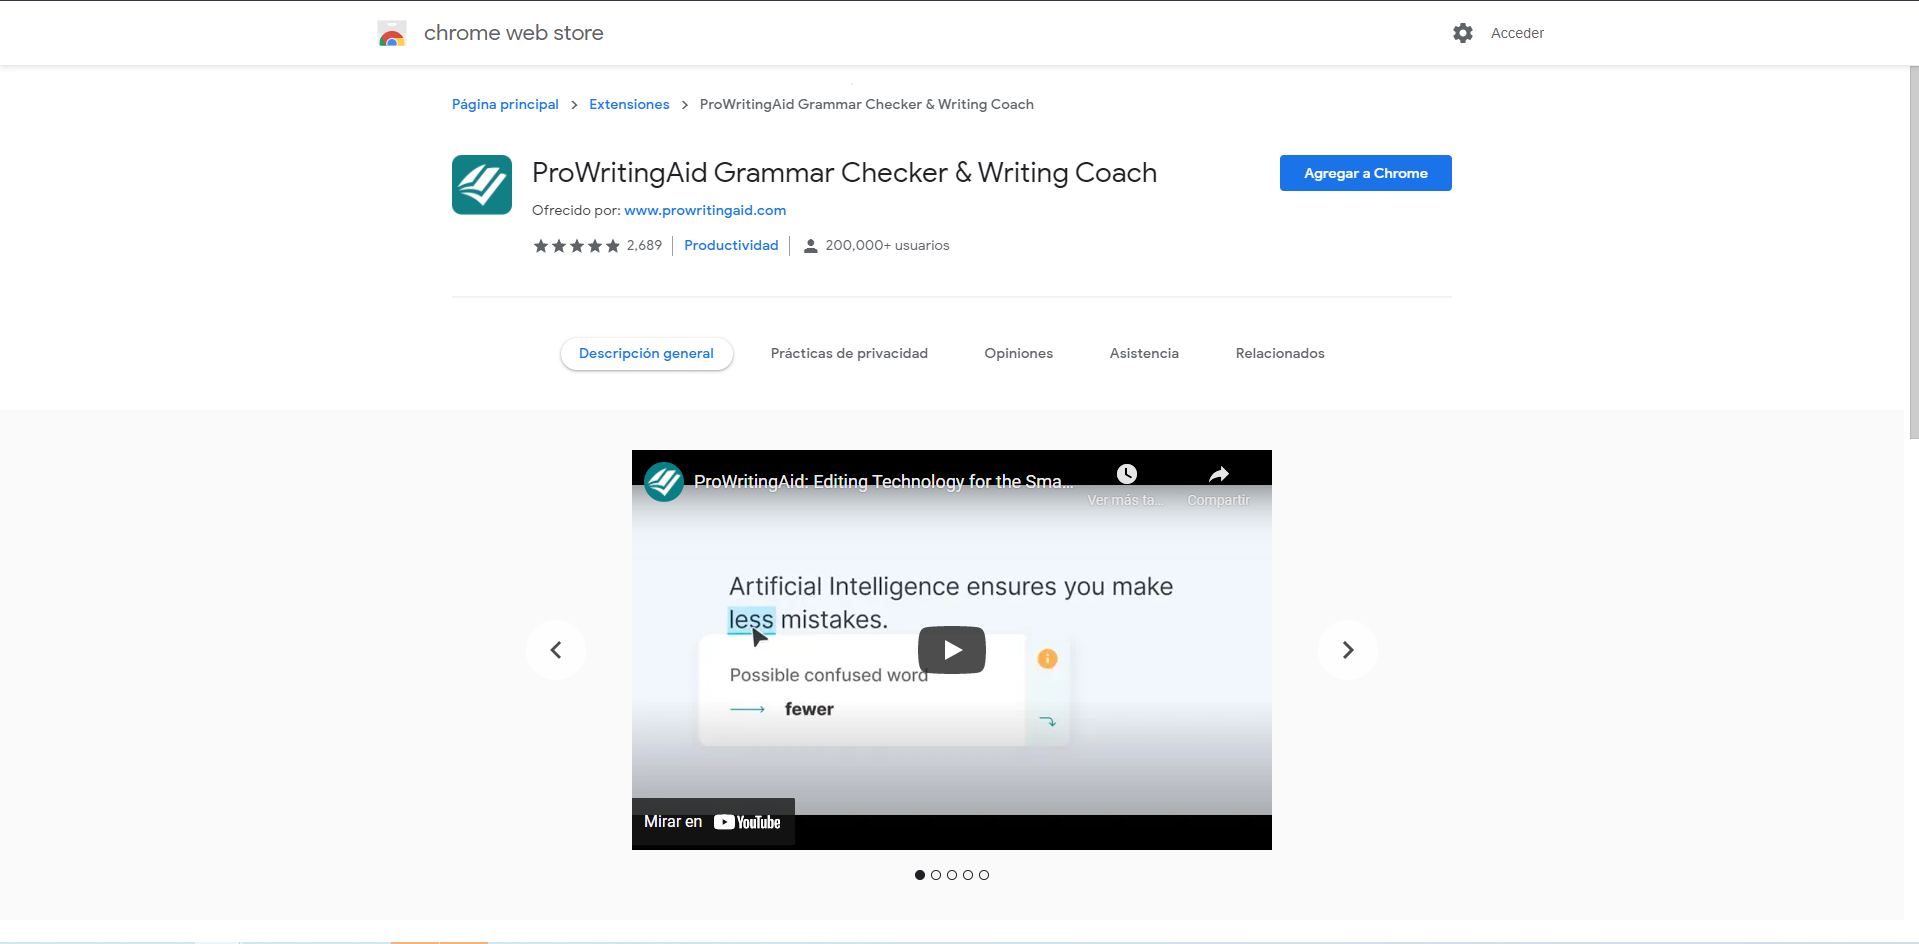 chrome web store
Acceder
Página principal > Extensiones > ProWritingAid Grammar Checker & Writing Coach
ProWritingAid Grammar Checker & Writing Coach
Agregar a Chrome
Ofrecido por: www.prowritingaid.com
2,689 Productividad 200,000+ usuarios
Descripción general Prácticas de privacidad Opiniones Asistencia Relacionados
ProWritingAid: Editing Technology for the Sma...
Ver más ta... Compartir
Artificial Intelligence ensures you make
less mistakes.
Possible confused word
fewer
Mirar en YouTube